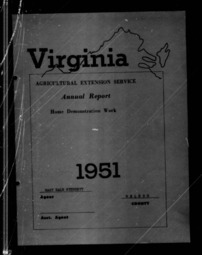 Virginia
AGRICULTURAL EXTENSION SERVICE
Annual Report
Home Demonstration Work
1951
Agent
COUNTY
Asst. Agent